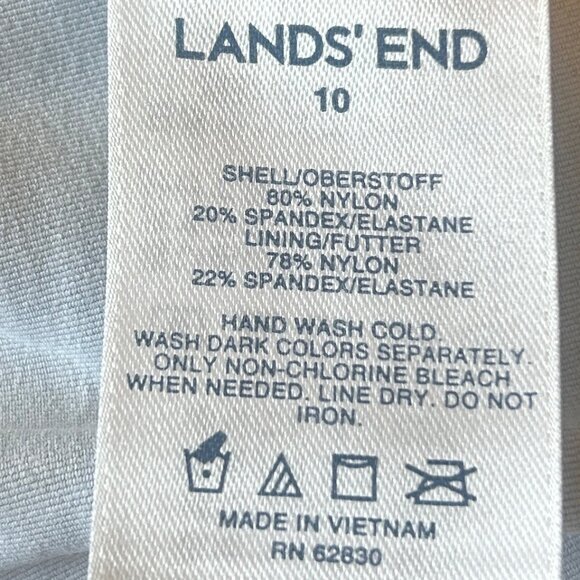 LANDS' END
10
SHELL/OBERSTOFF
80% NYLON
20% SPANDEX/ELASTANE
LINING/FUTTER
78% NYLON
22% SPANDEX/ELASTANE
HAND WASH COLD.
WASH DARK COLORS SEPARATELY.
ONLY NON-CHLORINE BLEACH
WHEN NEEDED. LINE DRY. DO NOT
IRON.
MADE IN VIETNAM
RN 62830